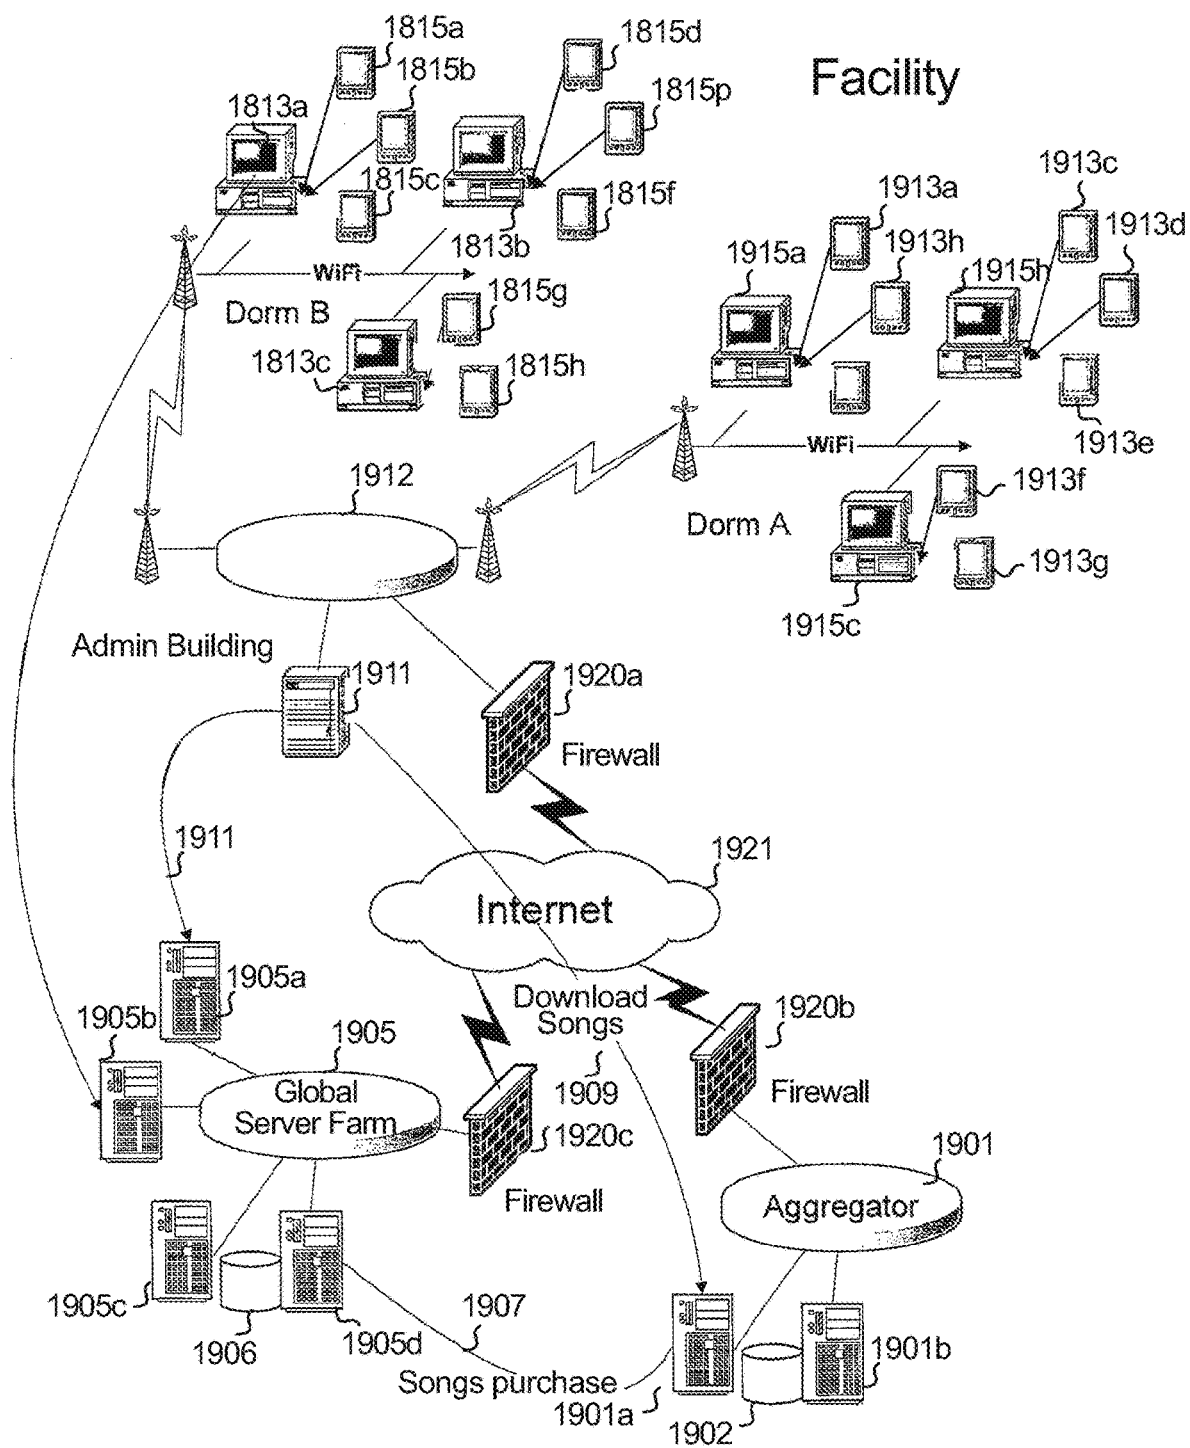 1815a
1815d
Facility
1815b
1815p
1813a
1815c
1815f
1913c
1913a
1913d
1813b
1915a
1913h
1915h
WiFi
1815g
Dorm B
1813c
1815h
WiFi
1913e
1912
1913f
Dorm A
1913g
1915c
Admin Building
1911
1920a
Firewall
1911
1921
Internet
1905a
Download
Songs
1905b
1905
1920b
Global
Server Farm
1909
Firewall
1920c
1901
Firewall
Aggregator
1905c
1907
1906
1905d
1901b
Songs purchase
1901a
1902